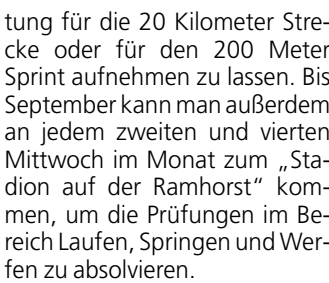 tung für die 20 Kilometer Stre-
cke oder für den 200 Meter
Sprint aufnehmen zu lassen. Bis
September kann man außerdem
an jedem zweiten und vierten
Mittwoch im Monat zum „Sta-
dion auf der Ramhorst“ kom-
men, um die Prüfungen im Be-
reich Laufen, Springen und Wer-
fen zu absolvieren.